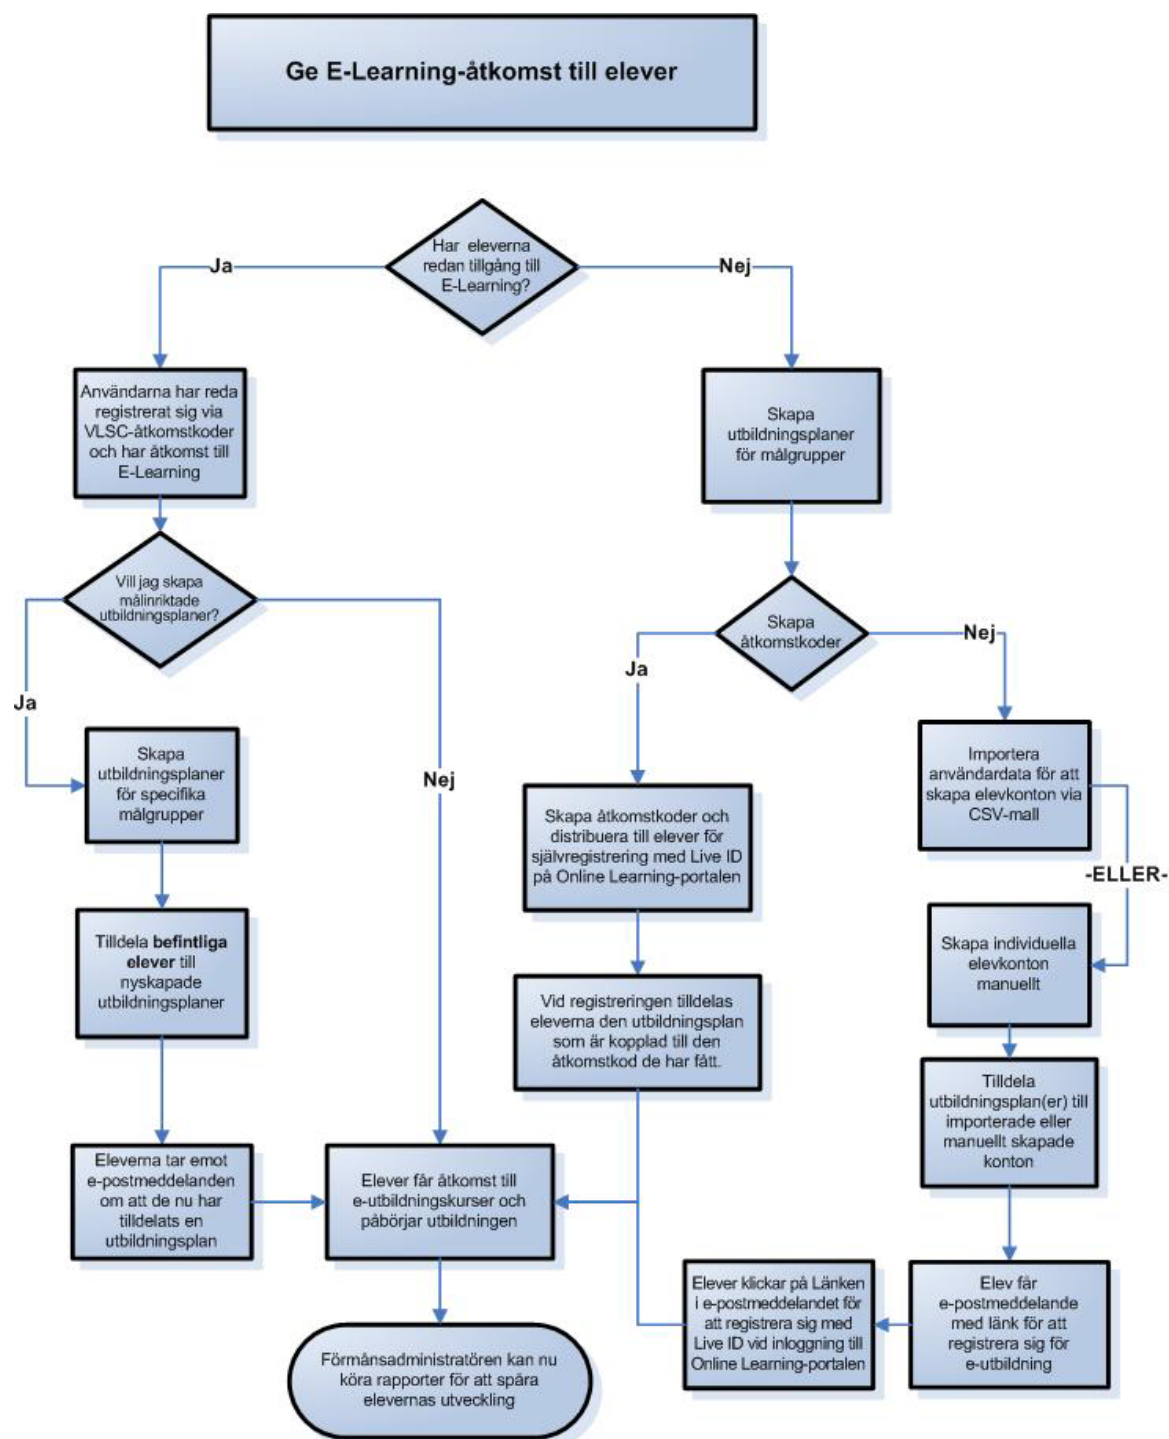 Ge E-Learning-åtkomst till elever
Har eleverna
redan tillgång till
E-Learning?
Ja
Nej
Användarna har reda
registrerat sig via
VLSC-åtkomstkoder
och har åtkomst till
E-Learning
Skapa
utbildningsplaner
för målgrupper
Vill jag skapa
målinriktade
utbildningsplaner?
Skapa
åtkomstkoder
Nej
Ja
Ja
Nej
Skapa
utbildningsplaner
för specifika
målgrupper
Importera
användardata för att
skapa elevkonton via
CSV-mall
Skapa åtkomstkoder och
distribuera till elever för
självregistrering med Live ID
på Online Learning-portalen
-ELLER-
Tilldela befintliga
elever till
nyskapade
utbildningsplaner
Skapa individuella
elevkonton
manuellt
Vid registreringen tilldelas
eleverna den utbildningsplan
som är kopplad till den
åtkomstkod de har fått.
Tilldela
utbildningsplan(er) till
importerade eller
manuellt skapade
konton
Eleverna tar emot
e-postmeddelanden
om att de nu har
tilldelats en
utbildningsplan
Elever får åtkomst till
e-utbildningskurser och
påbörjar utbildningen
Elever klickar på Länken
i e-postmeddelandet för
att registrera sig med
Live ID vid inloggning till
Online Learning-portalen
Elev får
e-postmeddelande
med länk för att
registrera sig för
e-utbildning
Förmånsadministratören kan nu
köra rapporter för att spåra
elevernas utveckling